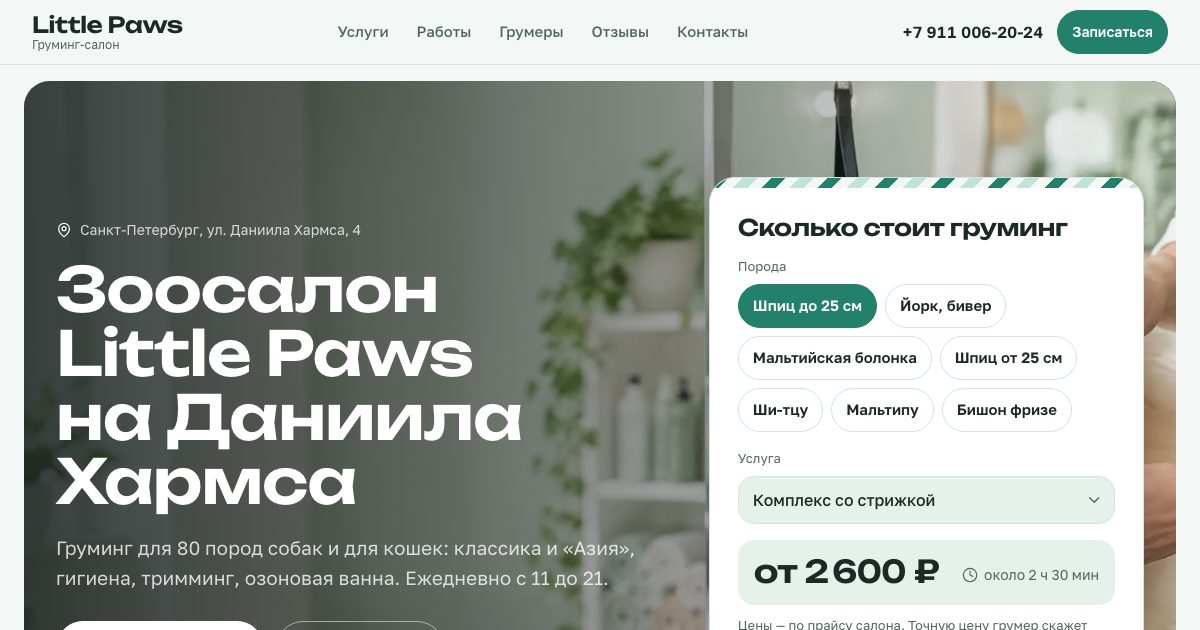 Little Paws
Груминг-салон
Услуги
Работы
Грумеры
Отзывы
Контакты
+7 911 006-20-24
Записаться
Санкт-Петербург, ул. Даниила Хармса, 4
Зоосалон
Little Paws
на Даниила
Хармса
Груминг для 80 пород собак и для кошек: классика и «Азия»,
гигиена, тримминг, озоновая ванна. Ежедневно с 11 до 21.
Сколько стоит груминг
Порода
Шпиц до 25 см
Йорк, бивер
Мальтийская болонка
Шпиц от 25 см
Ши-тцу
Мальтипу
Бишон фризе
Услуга
Комплекс со стрижкой
от 2 600 ₽
около 2 ч 30 мин
Цены — по прайсу салона. Точную цену грумер скажет